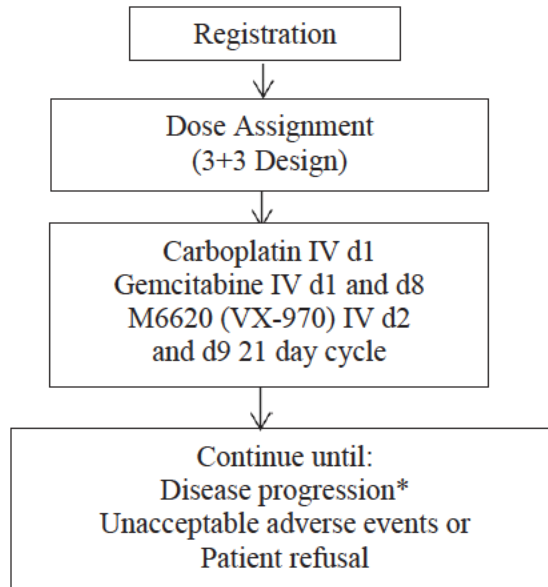 Registration
Dose Assignment
(3+3 Design)
Carboplatin IV d1
Gemcitabine IV d1 and d8
M6620 (VX-970) IV d2
and d9 21 day cycle
Continue until:
Disease progression*
Unacceptable adverse events or
Patient refusal